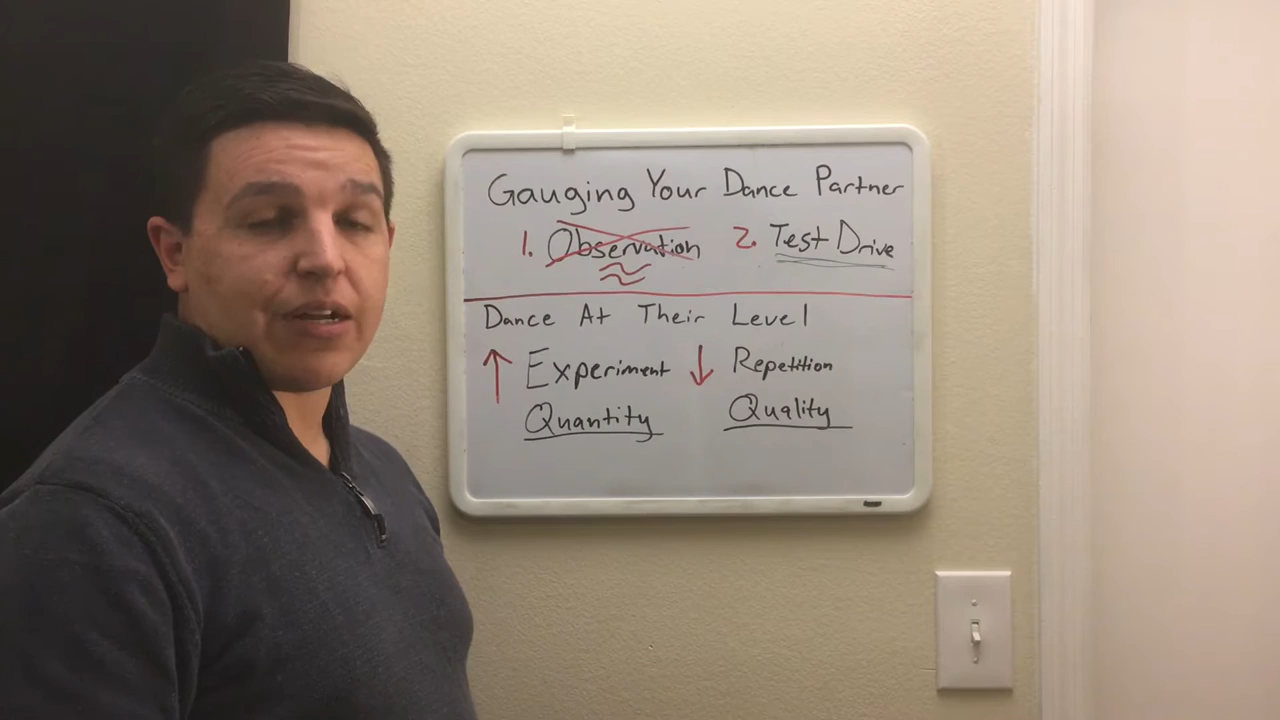 Gauging Your Dance Partner
1. Observation 2. Test Drive
Dance At Their Level
↑ Experiment ↓ Repetition
Quantity Quality